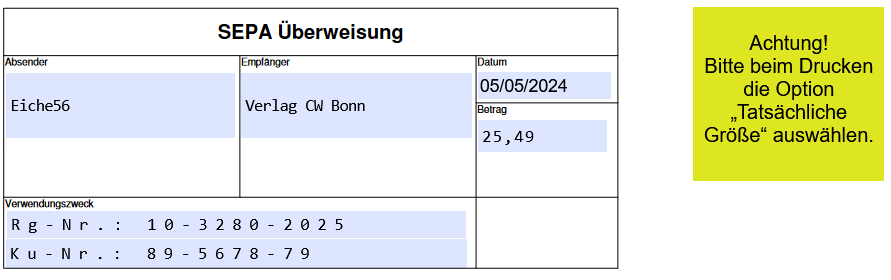 SEPA Überweisung
Absender
Eiche56
Empfänger
Verlag CW Bonn
Datum
05/05/2024
Betrag
25,49
Verwendungszweck
Rg-Nr.: 10-3280-2025
Ku-Nr.: 89-5678-79
Achtung!
Bitte beim Drucken
die Option
„Tatsächliche
Größe“ auswählen.